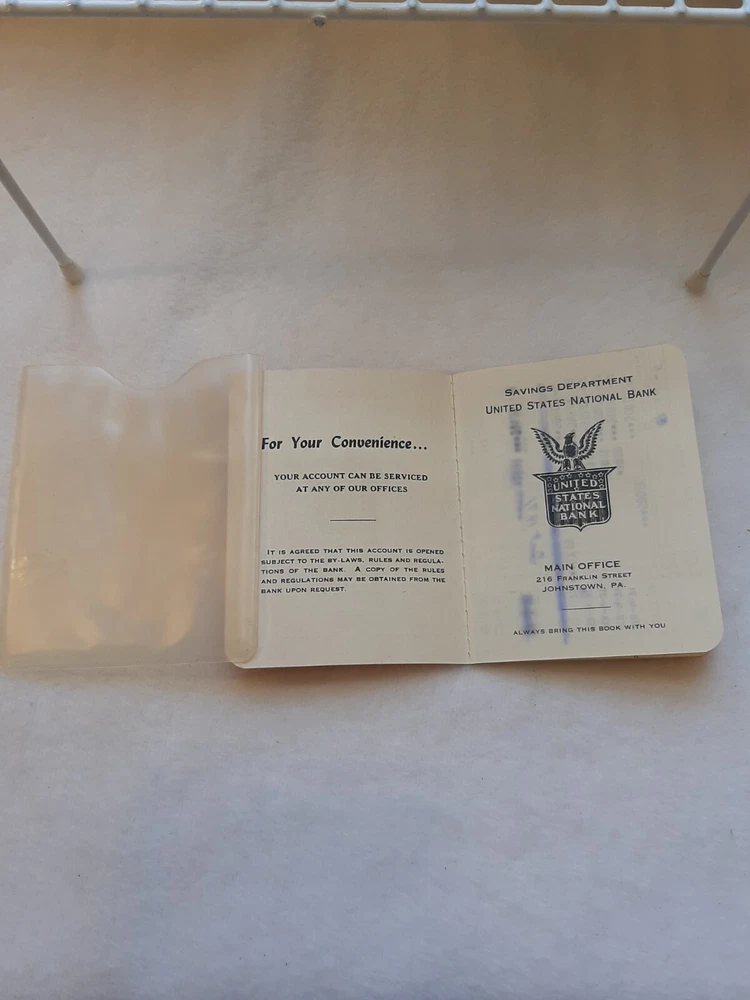 For Your Convenience...
YOUR ACCOUNT CAN BE SERVICED
AT ANY OF OUR OFFICES
IT IS AGREED THAT THIS ACCOUNT IS OPENED
SUBJECT TO THE BY-LAWS, RULES AND REGULA-
TIONS OF THE BANK. A COPY OF THE RULES
AND REGULATIONS MAY BE OBTAINED FROM THE
BANK UPON REQUEST.
SAVINGS DEPARTMENT
UNITED STATES NATIONAL BANK
UNITED
STATES
NATIONAL
BANK
MAIN OFFICE
216 FRANKLIN STREET
JOHNSTOWN, PA.
ALWAYS BRING THIS BOOK WITH YOU